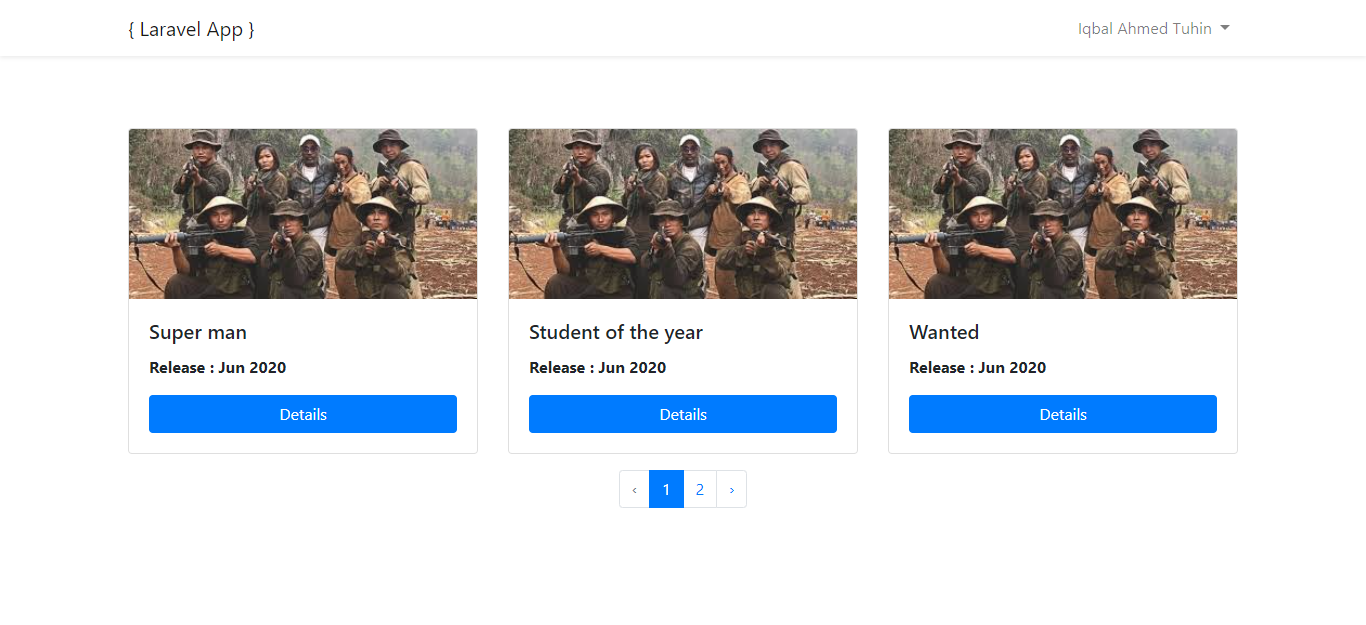 { Laravel App }
Iqbal Ahmed Tuhin
Super man
Release : Jun 2020
Details
Student of the year
Release : Jun 2020
Details
Wanted
Release : Jun 2020
Details
‹ 1 2 ›